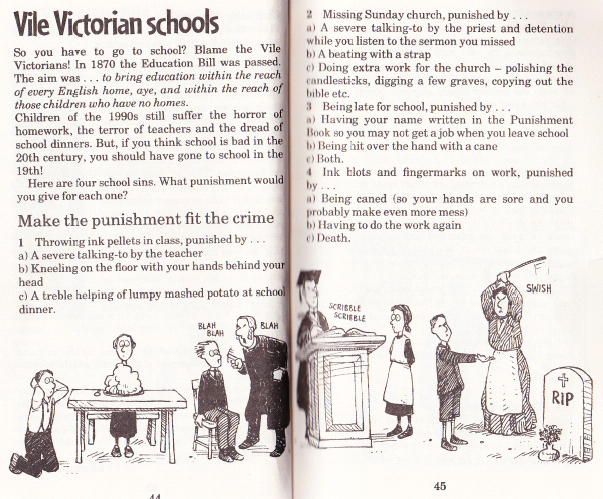 Vile Victorian schools
So you have to go to school? Blame the Vile
Victorians! In 1870 the Education Bill was passed.
The aim was . . . to bring education within the reach
of every English home, aye, and within the reach of
those children who have no homes.
Children of the 1990s still suffer the horror of
homework, the terror of teachers and the dread of
school dinners. But, if you think school is bad in the
20th century, you should have gone to school in the
19th!
Here are four school sins. What punishment would
you give for each one?
Make the punishment fit the crime
1 Throwing ink pellets in class, punished by . . .
a) A severe talking-to by the teacher
b) Kneeling on the floor with your hands behind your
head
c) A treble helping of lumpy mashed potato at school
dinner.
BLAH
BLAH
BLAH
44
2 Missing Sunday church, punished by . . .
a) A severe talking-to by the priest and detention
while you listen to the sermon you missed
b) A beating with a strap
c) Doing extra work for the church – polishing the
candlesticks, digging a few graves, copying out the
bible etc.
3 Being late for school, punished by . . .
a) Having your name written in the Punishment
Book so you may not get a job when you leave school
b) Being hit over the hand with a cane
c) Both.
4 Ink blots and fingermarks on work, punished
by . . .
a) Being caned (so your hands are sore and you
probably make even more mess)
b) Having to do the work again
c) Death.
SCRIBBLE
SCRIBBLE
SWISH
RIP
45